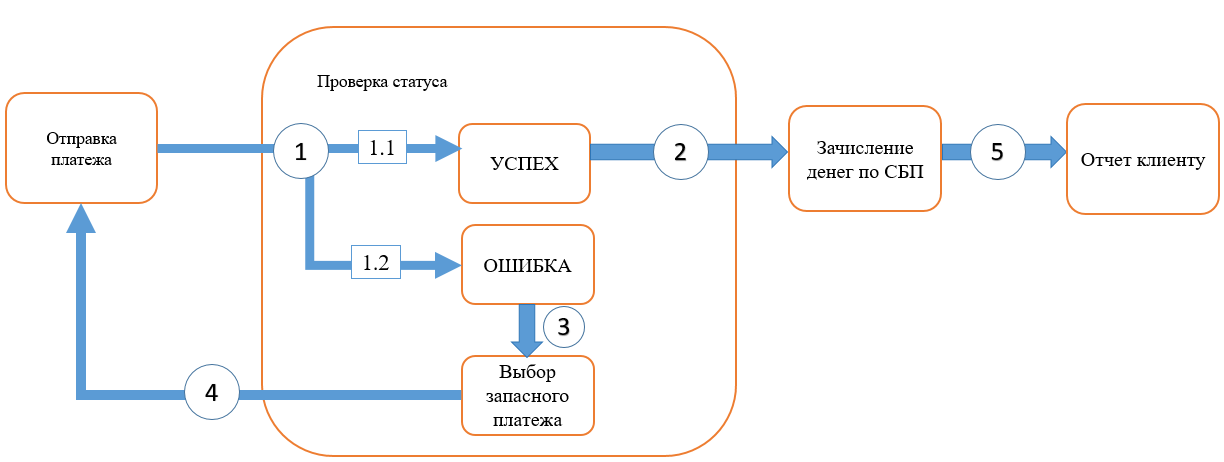 Проверка статуса
Отправка
платежа
1
1.1
УСПЕХ
2
Зачисление
денег по СБП
5
Отчет клиенту
1.2
ОШИБКА
3
Выбор
запасного
платежа
4